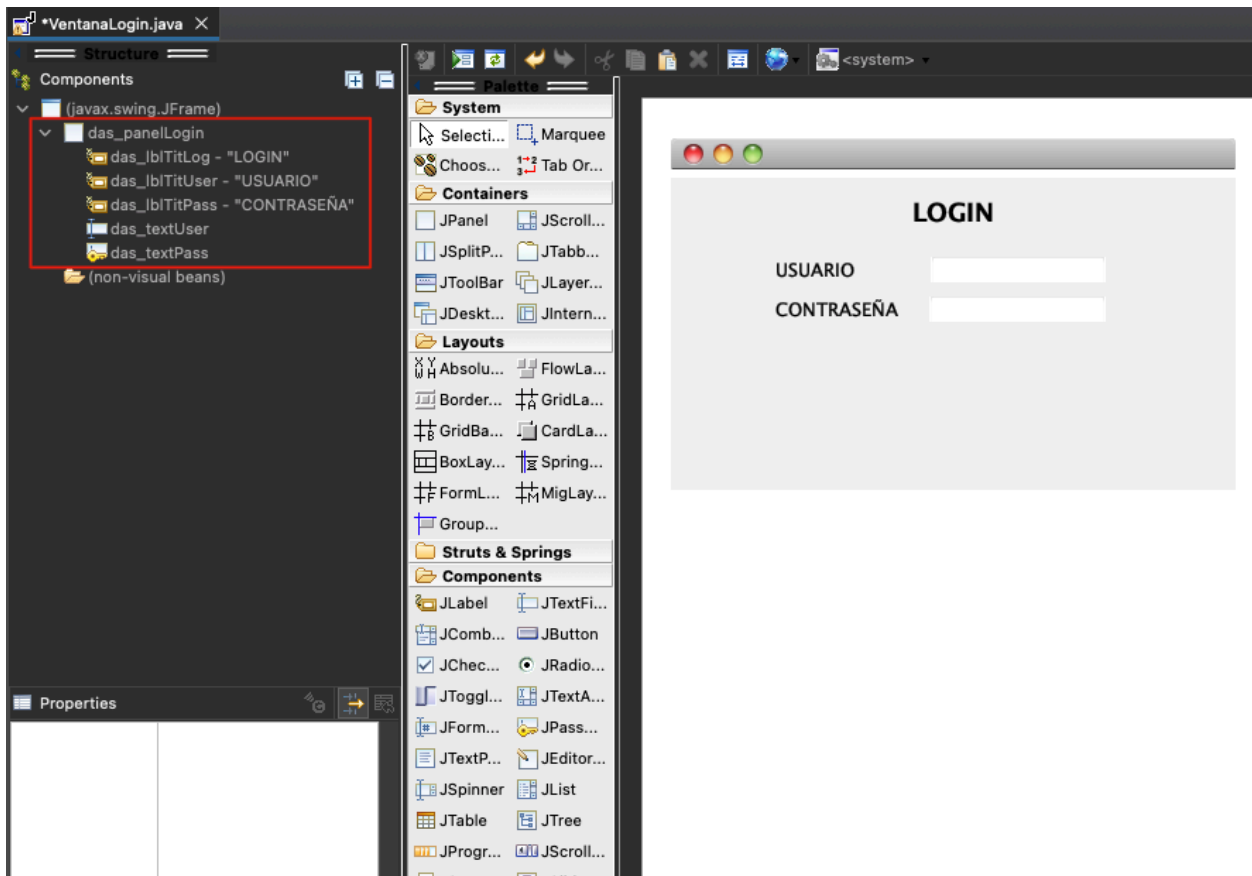 *VentanaLogin.java
Structure
Components
(javax.swing.JFrame)
das_panelLogin
das_lblTitLog - "LOGIN"
das_lblTitUser - "USUARIO"
das_lblTitPass - "CONTRASEÑA"
das_textUser
das_textPass
(non-visual beans)
Properties
<system>
Palette
System
Selecti... Marquee
Choos... Tab Or...
Containers
JPanel JScroll...
JSplitP... JTabb...
JToolBar JLayer...
JDeskt... JIntern...
Layouts
Absolu... FlowLa...
Border... GridLa...
GridBa... CardLa...
BoxLay... Spring...
FormL... MigLay...
Group...
Struts & Springs
Components
JLabel JTextFi...
JComb... JButton
JChec... JRadio...
JToggl... JTextA...
JForm... JPass...
JTextP... JEditor...
JSpinner JList
JTable JTree
JProgr... JScroll...
LOGIN
USUARIO
CONTRASEÑA